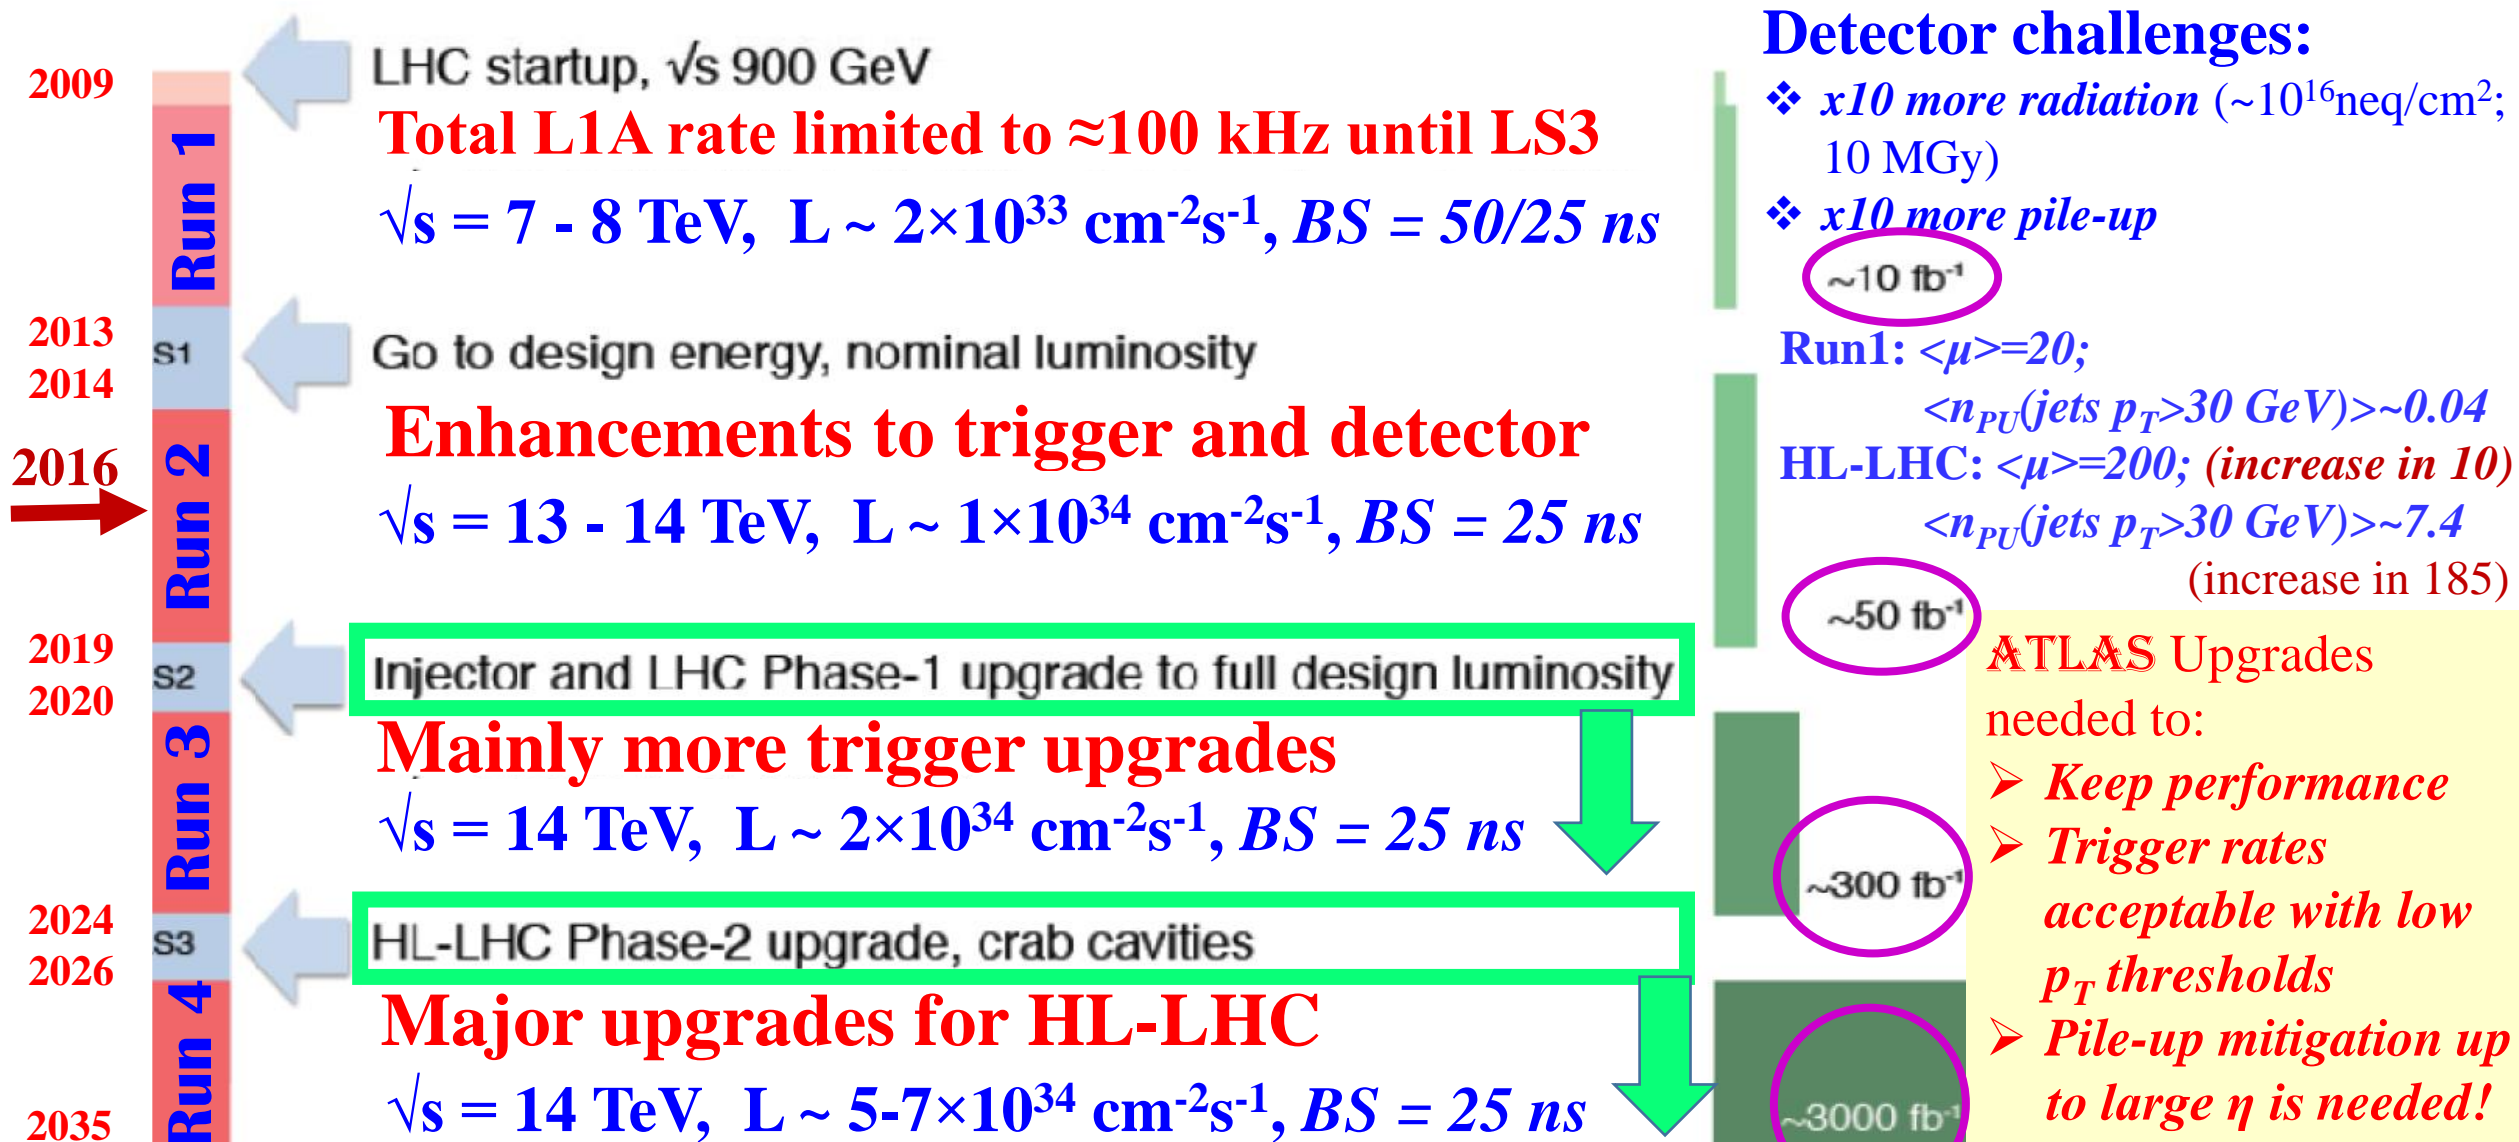 2009
LHC startup, √s 900 GeV
Total L1A rate limited to ≈100 kHz until LS3
Run 1
√s = 7 - 8 TeV, L ~ 2×10³³ cm⁻²s⁻¹, BS = 50/25 ns
2013
S1
2014
Go to design energy, nominal luminosity
Enhancements to trigger and detector
2016
Run 2
√s = 13 - 14 TeV, L ~ 1×10³⁴ cm⁻²s⁻¹, BS = 25 ns
2019
S2
2020
Injector and LHC Phase-1 upgrade to full design luminosity
Mainly more trigger upgrades
Run 3
√s = 14 TeV, L ~ 2×10³⁴ cm⁻²s⁻¹, BS = 25 ns
2024
S3
2026
HL-LHC Phase-2 upgrade, crab cavities
Major upgrades for HL-LHC
Run 4
√s = 14 TeV, L ~ 5-7×10³⁴ cm⁻²s⁻¹, BS = 25 ns
2035
Detector challenges:
❖ x10 more radiation (~10¹⁶neq/cm²;
10 MGy)
❖ x10 more pile-up
~10 fb⁻¹
Run1: <μ>=20;
<n_PU(jets p_T>30 GeV)>~0.04
HL-LHC: <μ>=200; (increase in 10)
<n_PU(jets p_T>30 GeV)>~7.4
(increase in 185)
~50 fb⁻¹
~300 fb⁻¹
~3000 fb⁻¹
ATLAS Upgrades
needed to:
➢ Keep performance
➢ Trigger rates
acceptable with low
p_T thresholds
➢ Pile-up mitigation up
to large η is needed!